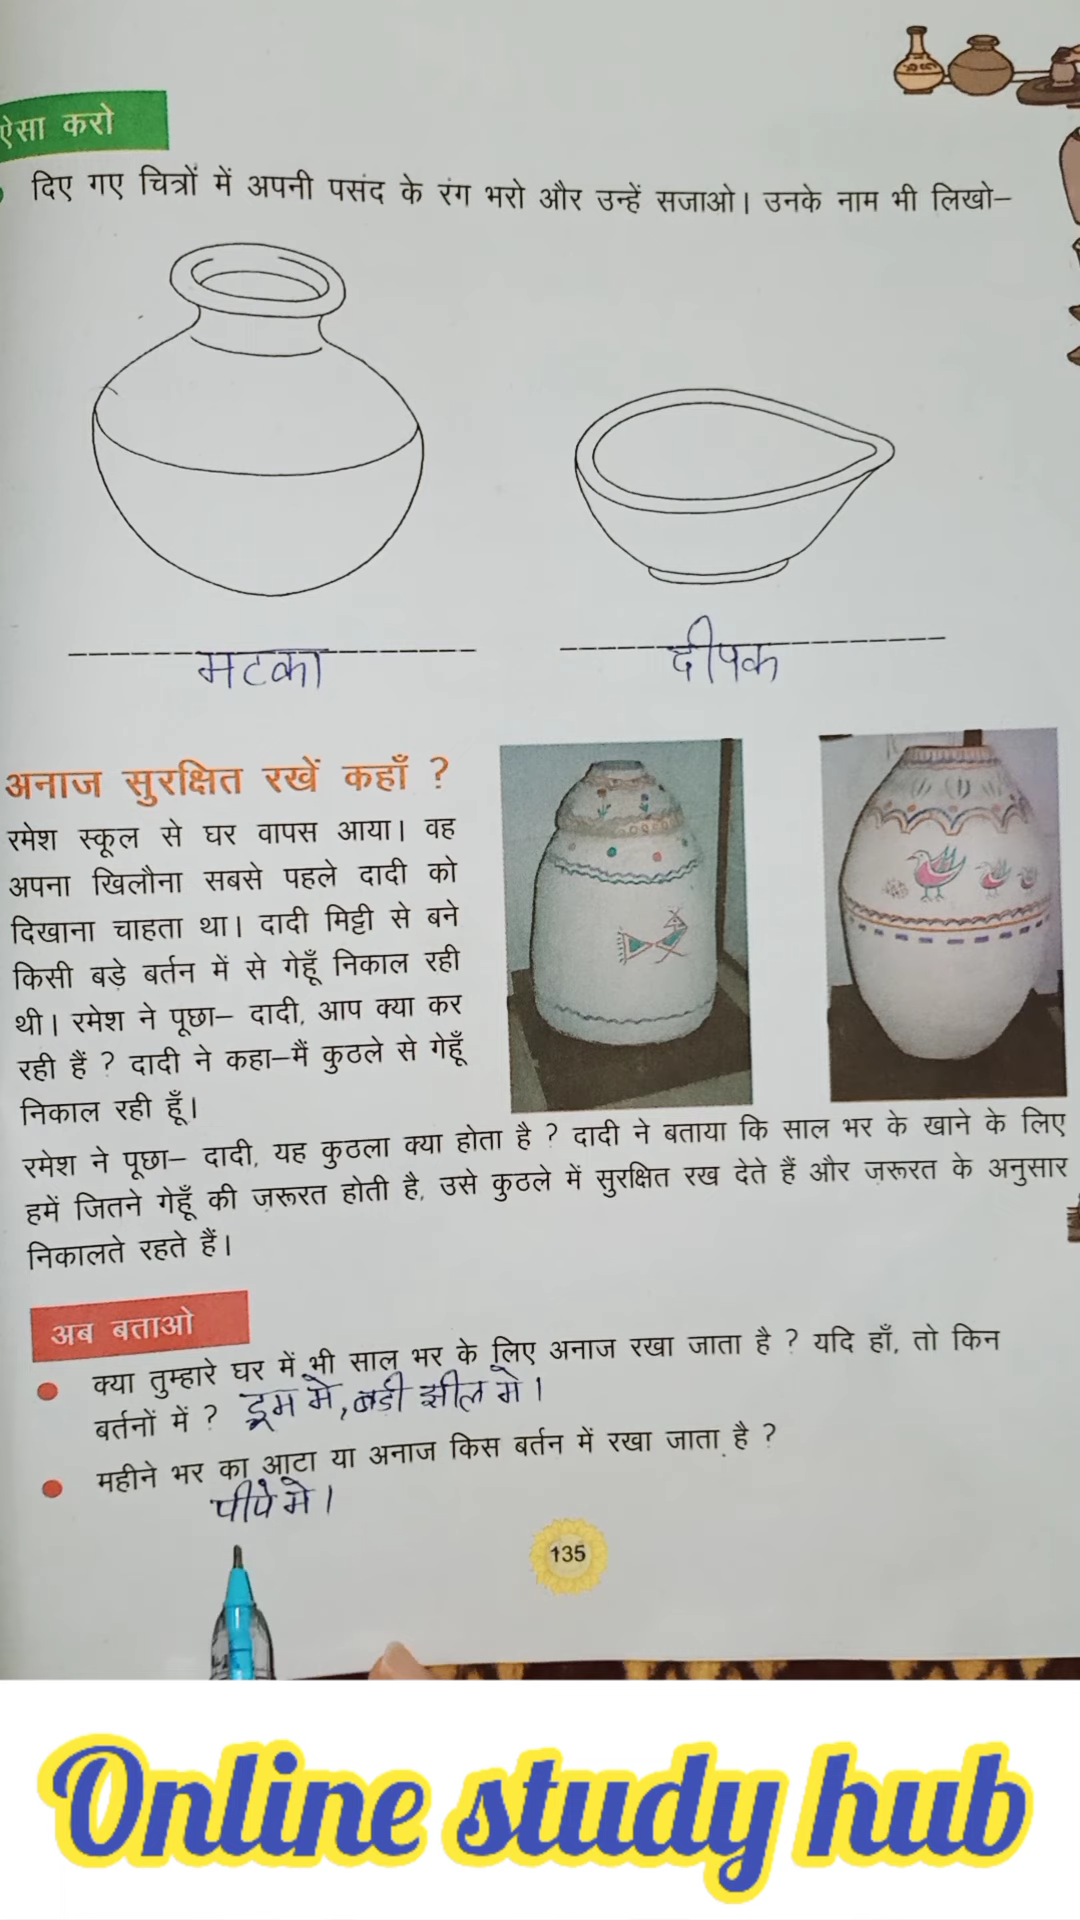 ऐसा करो
दिए गए चित्रों में अपनी पसंद के रंग भरो और उन्हें सजाओ। उनके नाम भी लिखो–
मटका
दीपक
अनाज सुरक्षित रखें कहाँ ?
रमेश स्कूल से घर वापस आया। वह
अपना खिलौना सबसे पहले दादी को
दिखाना चाहता था। दादी मिट्टी से बने
किसी बड़े बर्तन में से गेहूँ निकाल रही
थी। रमेश ने पूछा– दादी, आप क्या कर
रही हैं ? दादी ने कहा–मैं कुठले से गेहूँ
निकाल रही हूँ।
रमेश ने पूछा– दादी, यह कुठला क्या होता है ? दादी ने बताया कि साल भर के खाने के लिए
हमें जितने गेहूँ की ज़रूरत होती है, उसे कुठले में सुरक्षित रख देते हैं और ज़रूरत के अनुसार
निकालते रहते हैं।
अब बताओ
क्या तुम्हारे घर में भी साल भर के लिए अनाज रखा जाता है ? यदि हाँ, तो किन
बर्तनों में ? ड्रम मे, बडी झील मे।
महीने भर का आटा या अनाज किस बर्तन में रखा जाता है ?
पीपे मे।
135
Online study hub